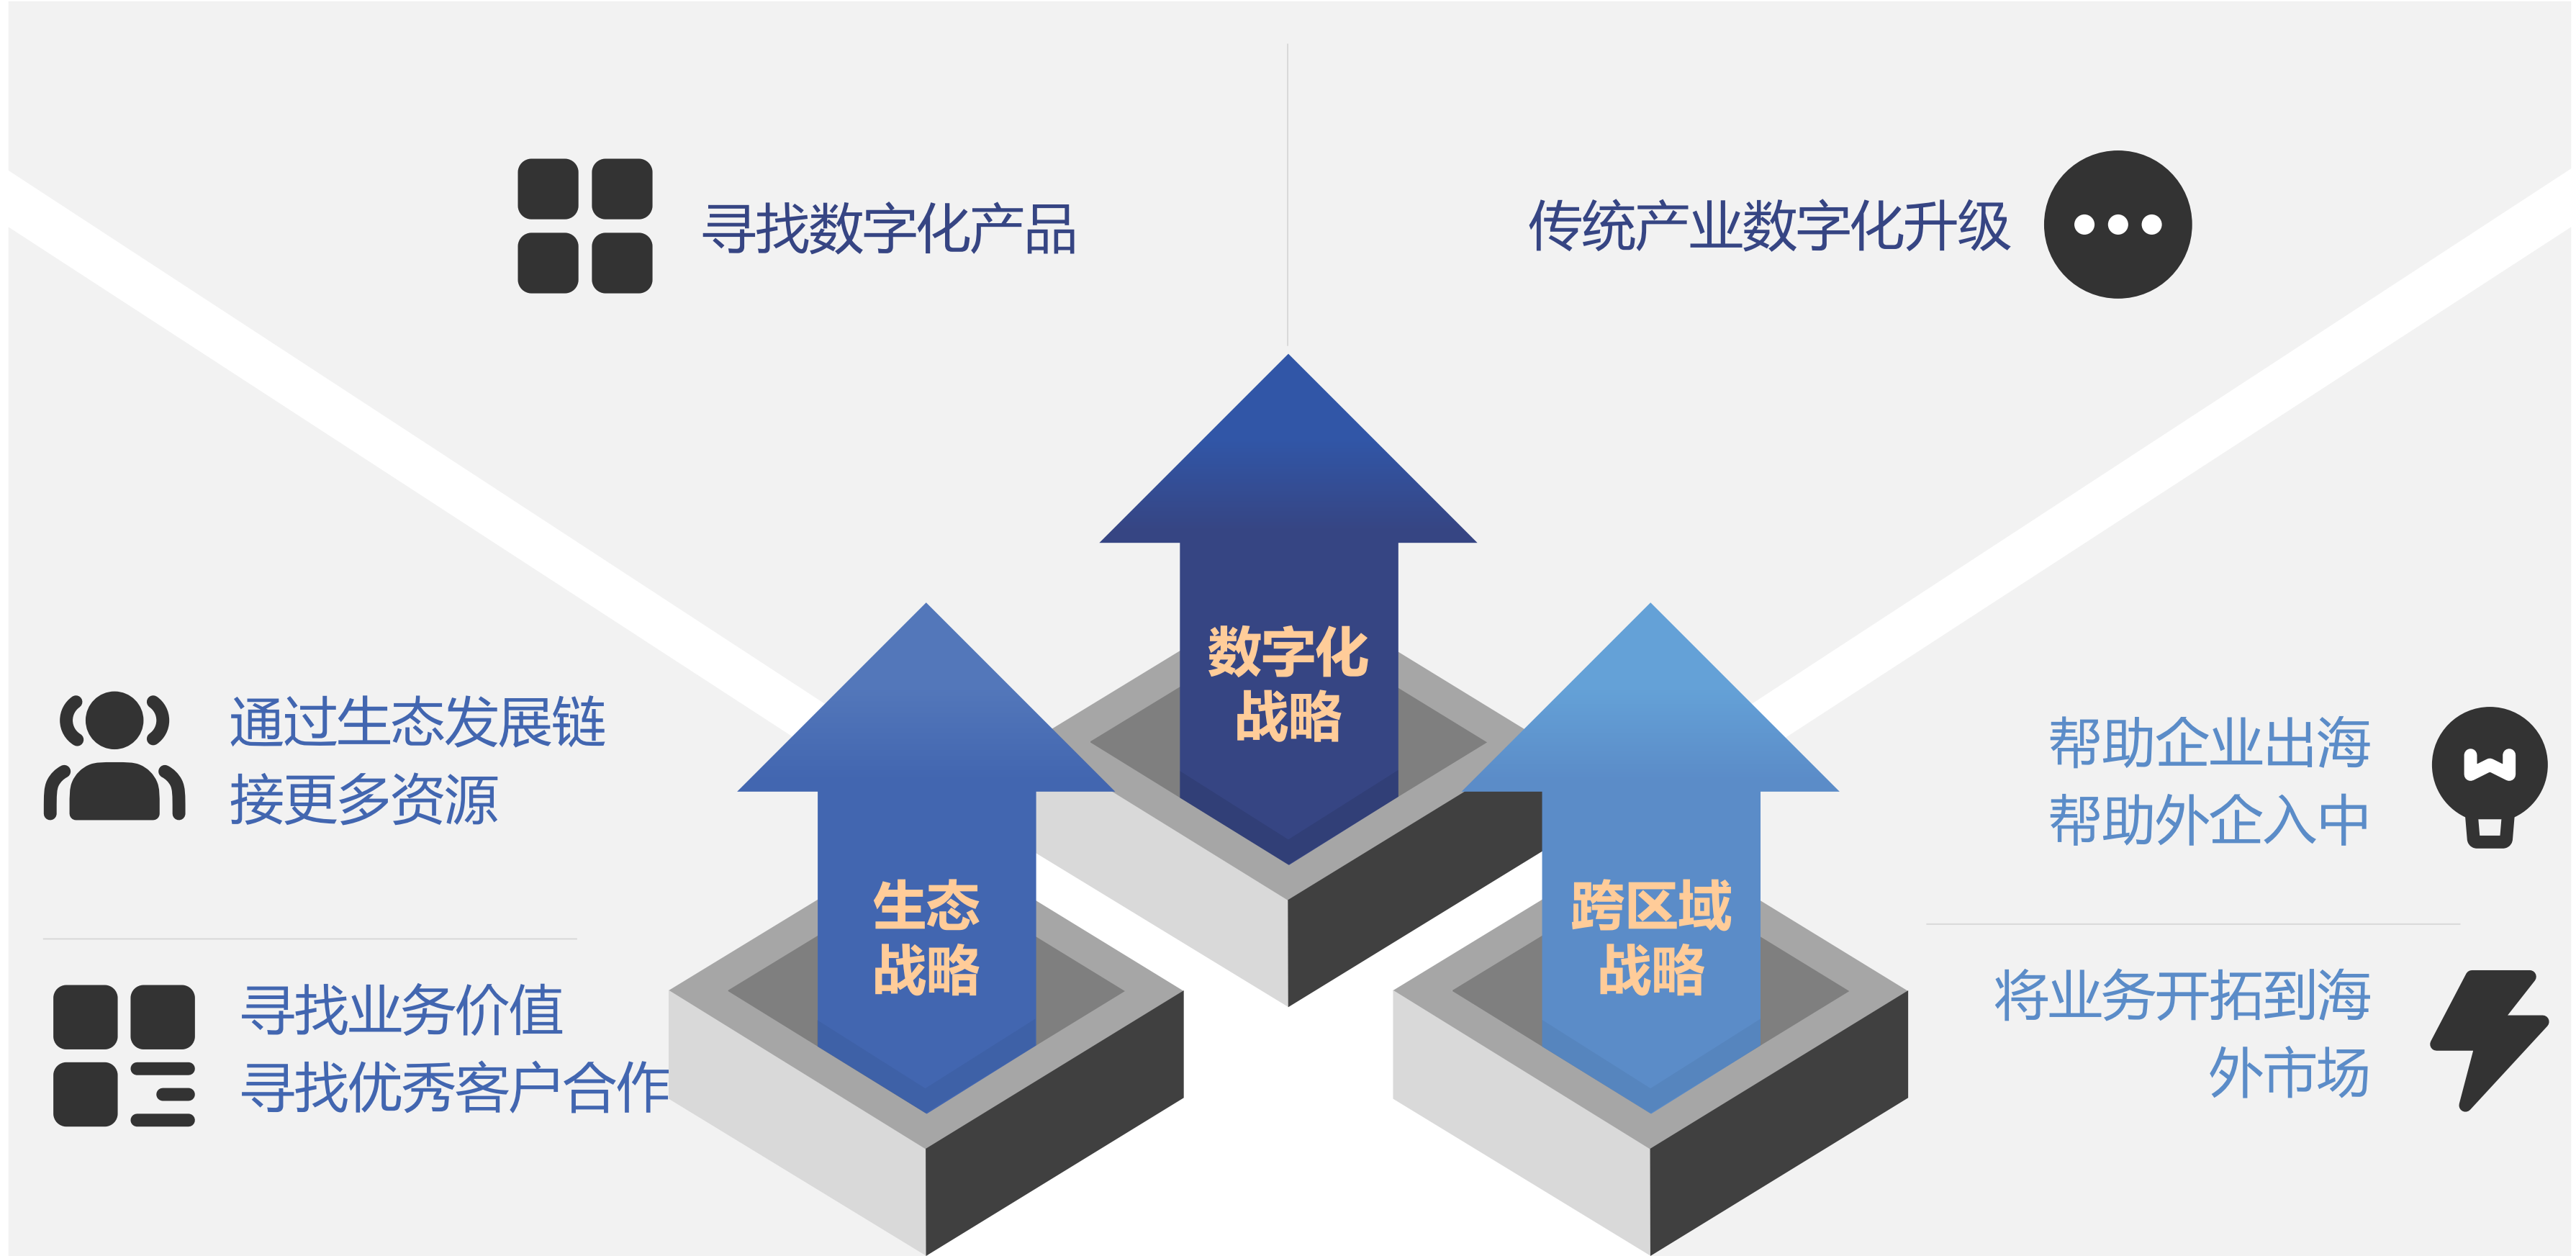 寻找数字化产品
传统产业数字化升级
数字化
战略
通过生态发展链
接更多资源
寻找业务价值
寻找优秀客户合作
生态
战略
跨区域
战略
帮助企业出海
帮助外企入中
将业务开拓到海
外市场